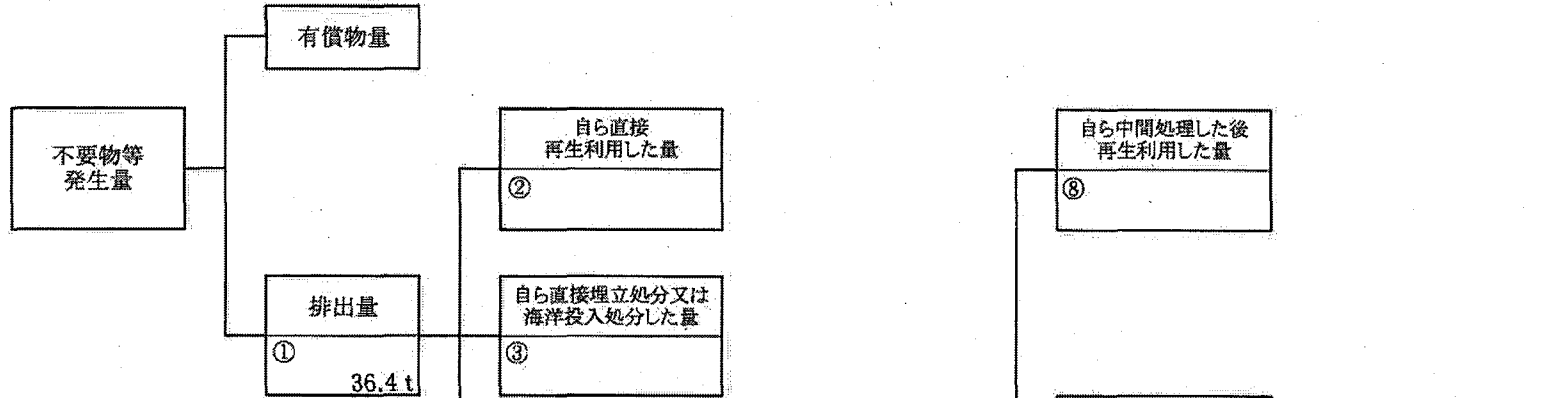 有償物量
不要物等
発生量
自ら直接
再生利用した量
②
自ら中間処理した後
再生利用した量
⑧
排出量
①
36.4 t
自ら直接埋立処分又は
海洋投入処分した量
③